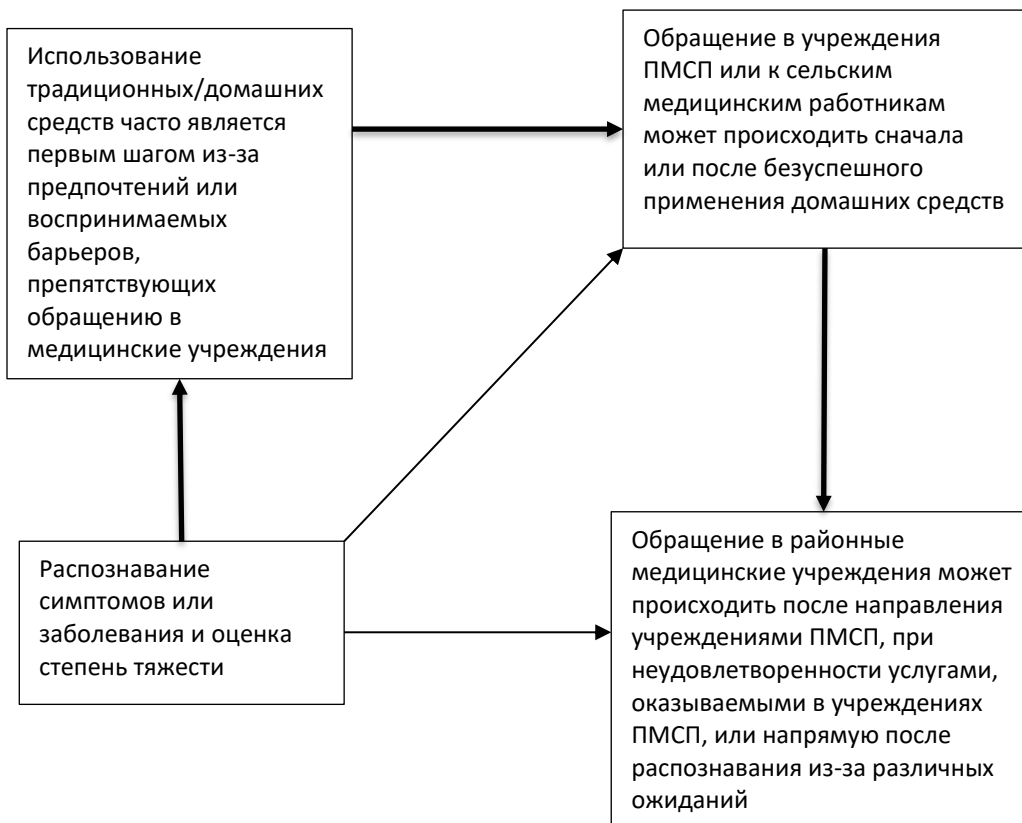 Использование
традиционных/домашних
средств часто является
первым шагом из-за
предпочтений или
воспринимаемых
барьеров,
препятствующих
обращению в
медицинские учреждения
Обращение в учреждения
ПМСП или к сельским
медицинским работникам
может происходить сначала
или после безуспешного
применения домашних средств
Распознавание
симптомов или
заболевания и оценка
степень тяжести
Обращение в районные
медицинские учреждения может
происходить после направления
учреждениями ПМСП, при
неудовлетворенности услугами,
оказываемыми в учреждениях
ПМСП, или напрямую после
распознавания из-за различных
ожиданий